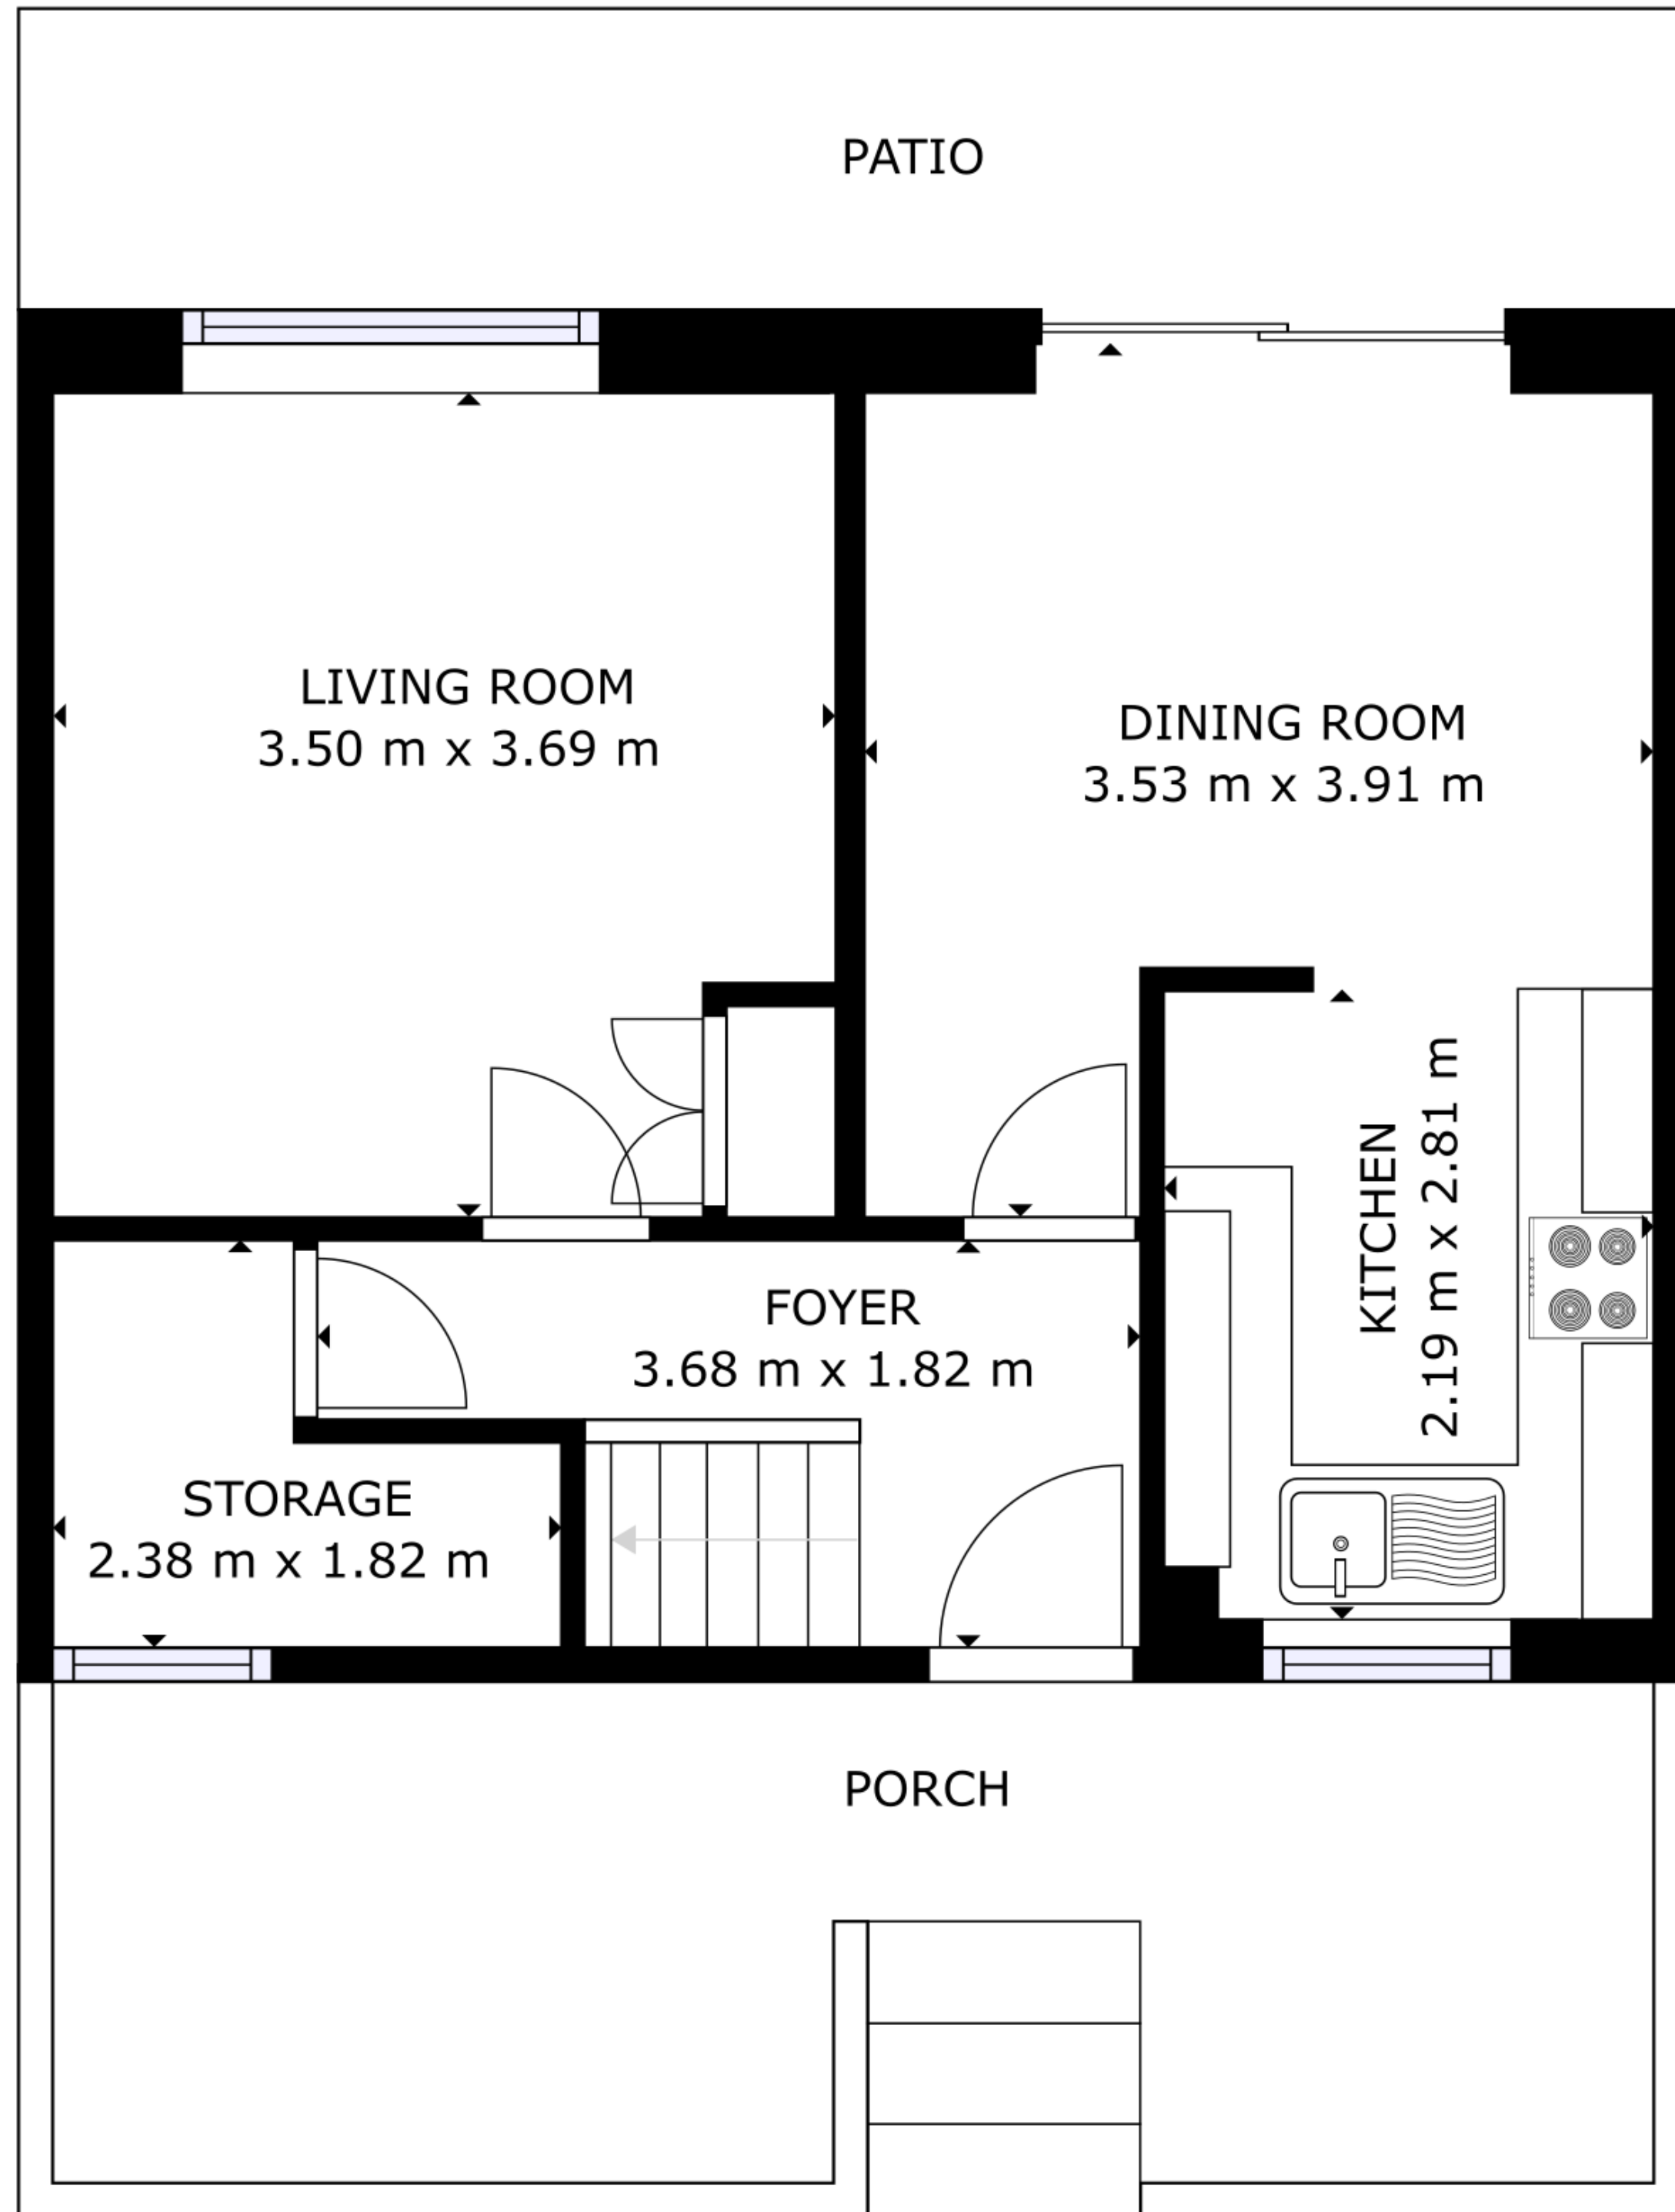 PATIO
LIVING ROOM
3.50 m x 3.69 m
DINING ROOM
3.53 m x 3.91 m
KITCHEN
2.19 m x 2.81 m
FOYER
3.68 m x 1.82 m
STORAGE
2.38 m x 1.82 m
PORCH